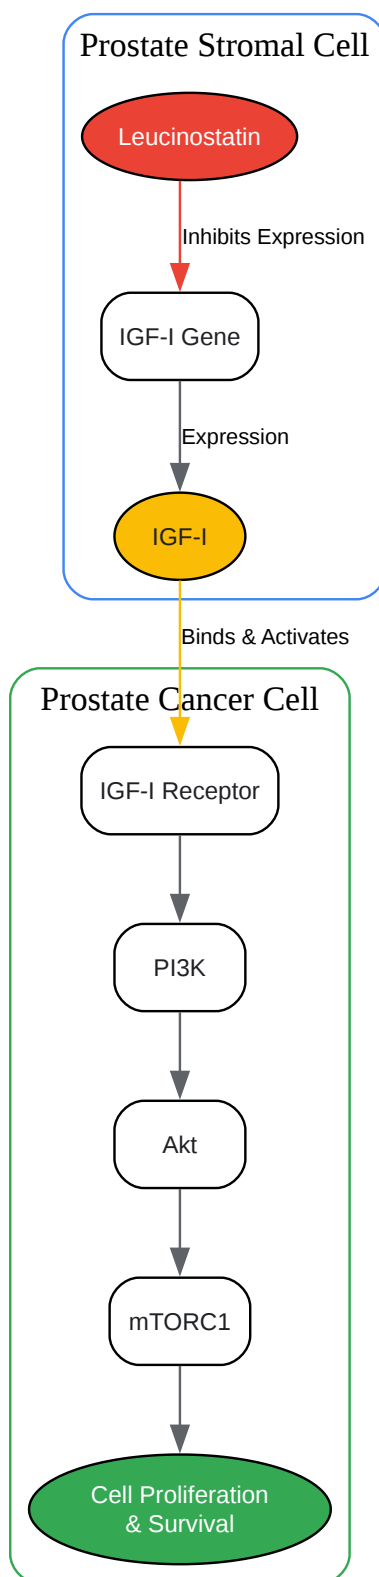 Prostate Stromal Cell
Leucinostatin
Inhibits Expression
IGF-I Gene
Expression
IGF-I
Binds & Activates
Prostate Cancer Cell
IGF-I Receptor
PI3K
Akt
mTORC1
Cell Proliferation
& Survival